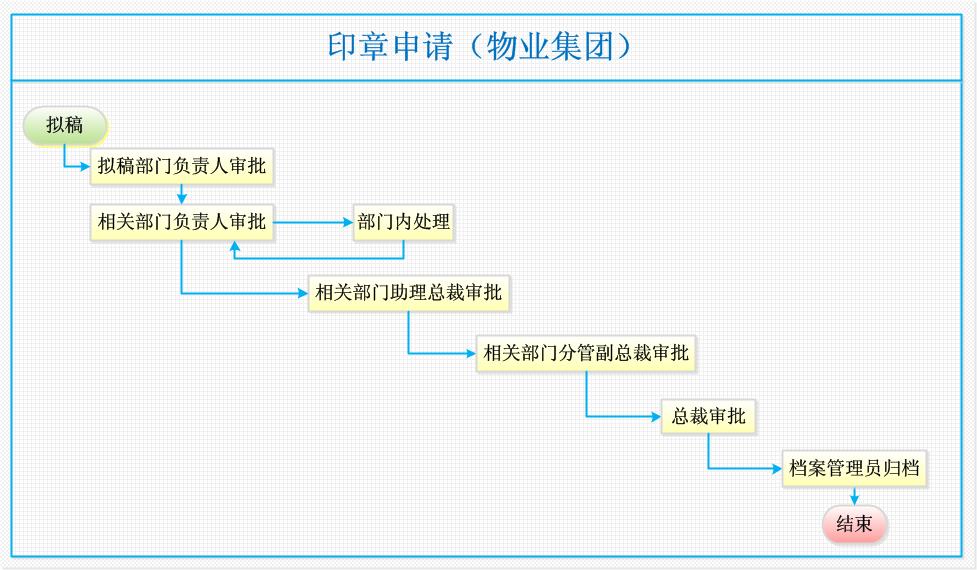 印章申请（物业集团）
拟稿
拟稿部门负责人审批
相关部门负责人审批
部门内处理
相关部门助理总裁审批
相关部门分管副总裁审批
总裁审批
档案管理员归档
结束